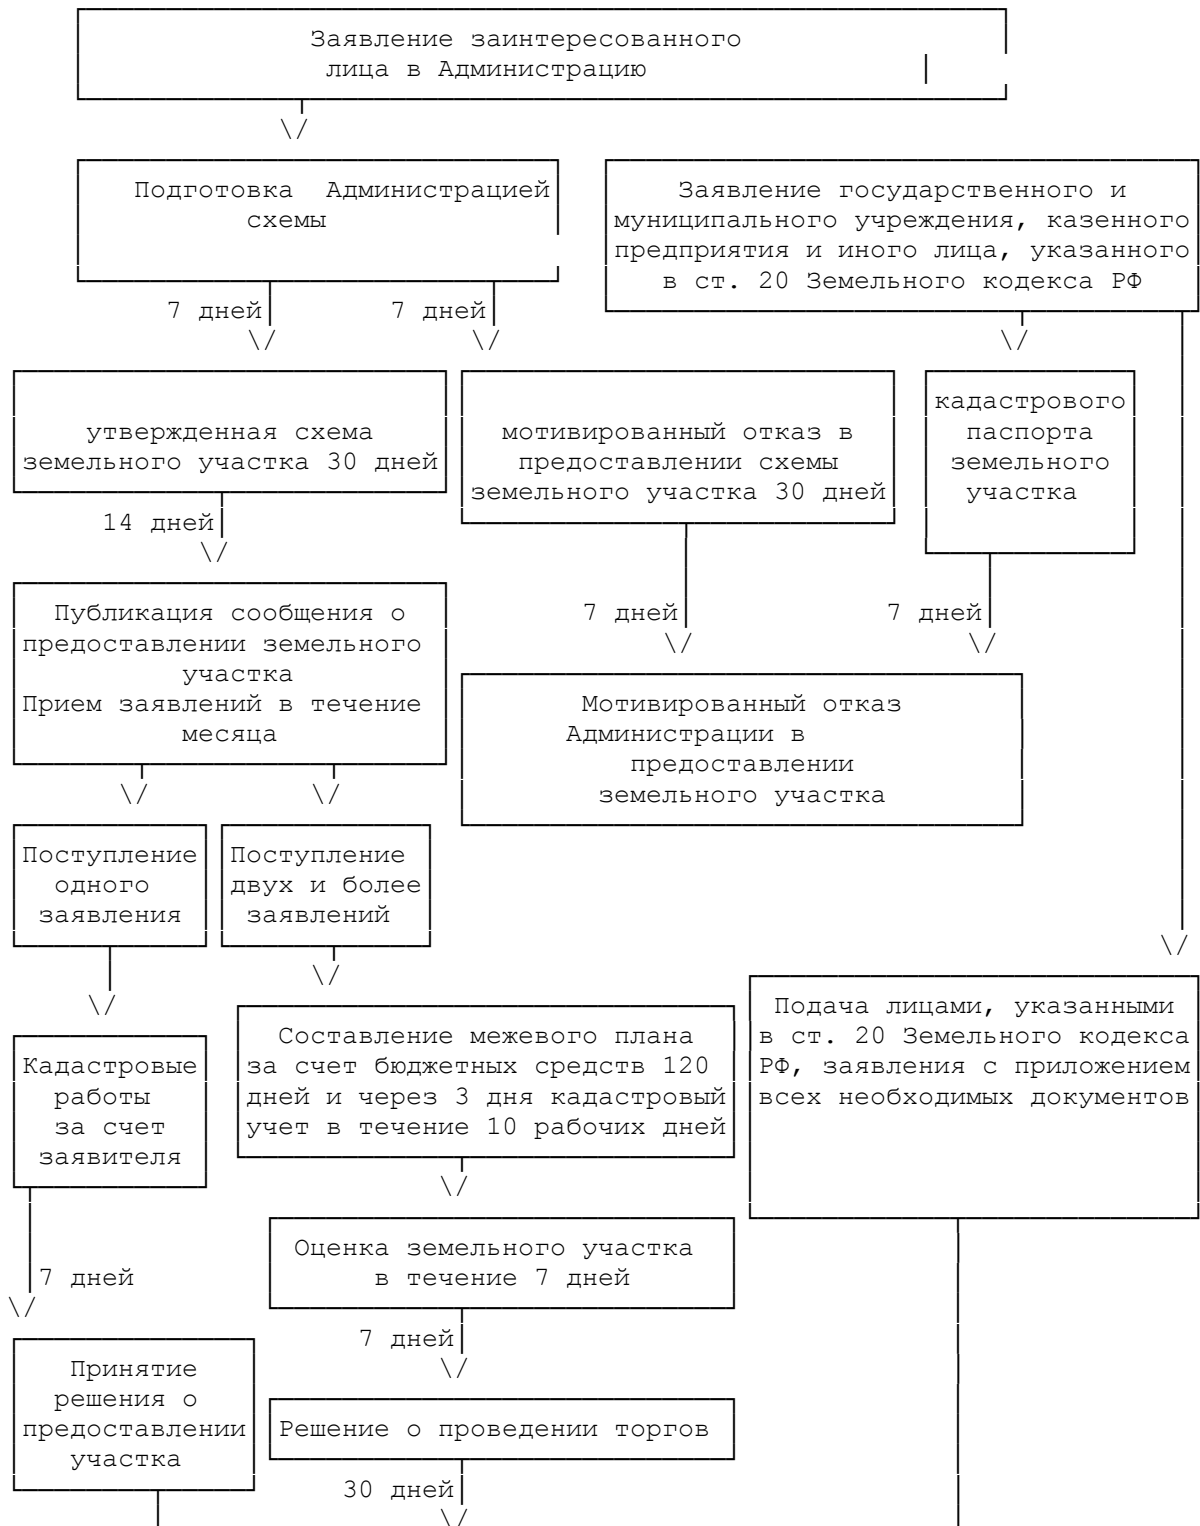 Заявление заинтересованного
лица в Администрацию
Подготовка Администрацией
схемы
Заявление государственного и
муниципального учреждения, казенного
предприятия и иного лица, указанного
в ст. 20 Земельного кодекса РФ
7 дней
7 дней
утвержденная схема
земельного участка 30 дней
мотивированный отказ в
предоставлении схемы
земельного участка 30 дней
кадастрового
паспорта
земельного
участка
14 дней
Публикация сообщения о
предоставлении земельного
участка
Прием заявлений в течение
месяца
7 дней
7 дней
Мотивированный отказ
Администрации в
предоставлении
земельного участка
Поступление
одного
заявления
Поступление
двух и более
заявлений
Кадастровые
работы
за счет
заявителя
Составление межевого плана
за счет бюджетных средств 120
дней и через 3 дня кадастровый
учет в течение 10 рабочих дней
Подача лицами, указанными
в ст. 20 Земельного кодекса
РФ, заявления с приложением
всех необходимых документов
7 дней
Оценка земельного участка
в течение 7 дней
7 дней
Принятие
решения о
предоставлении
участка
Решение о проведении торгов
30 дней